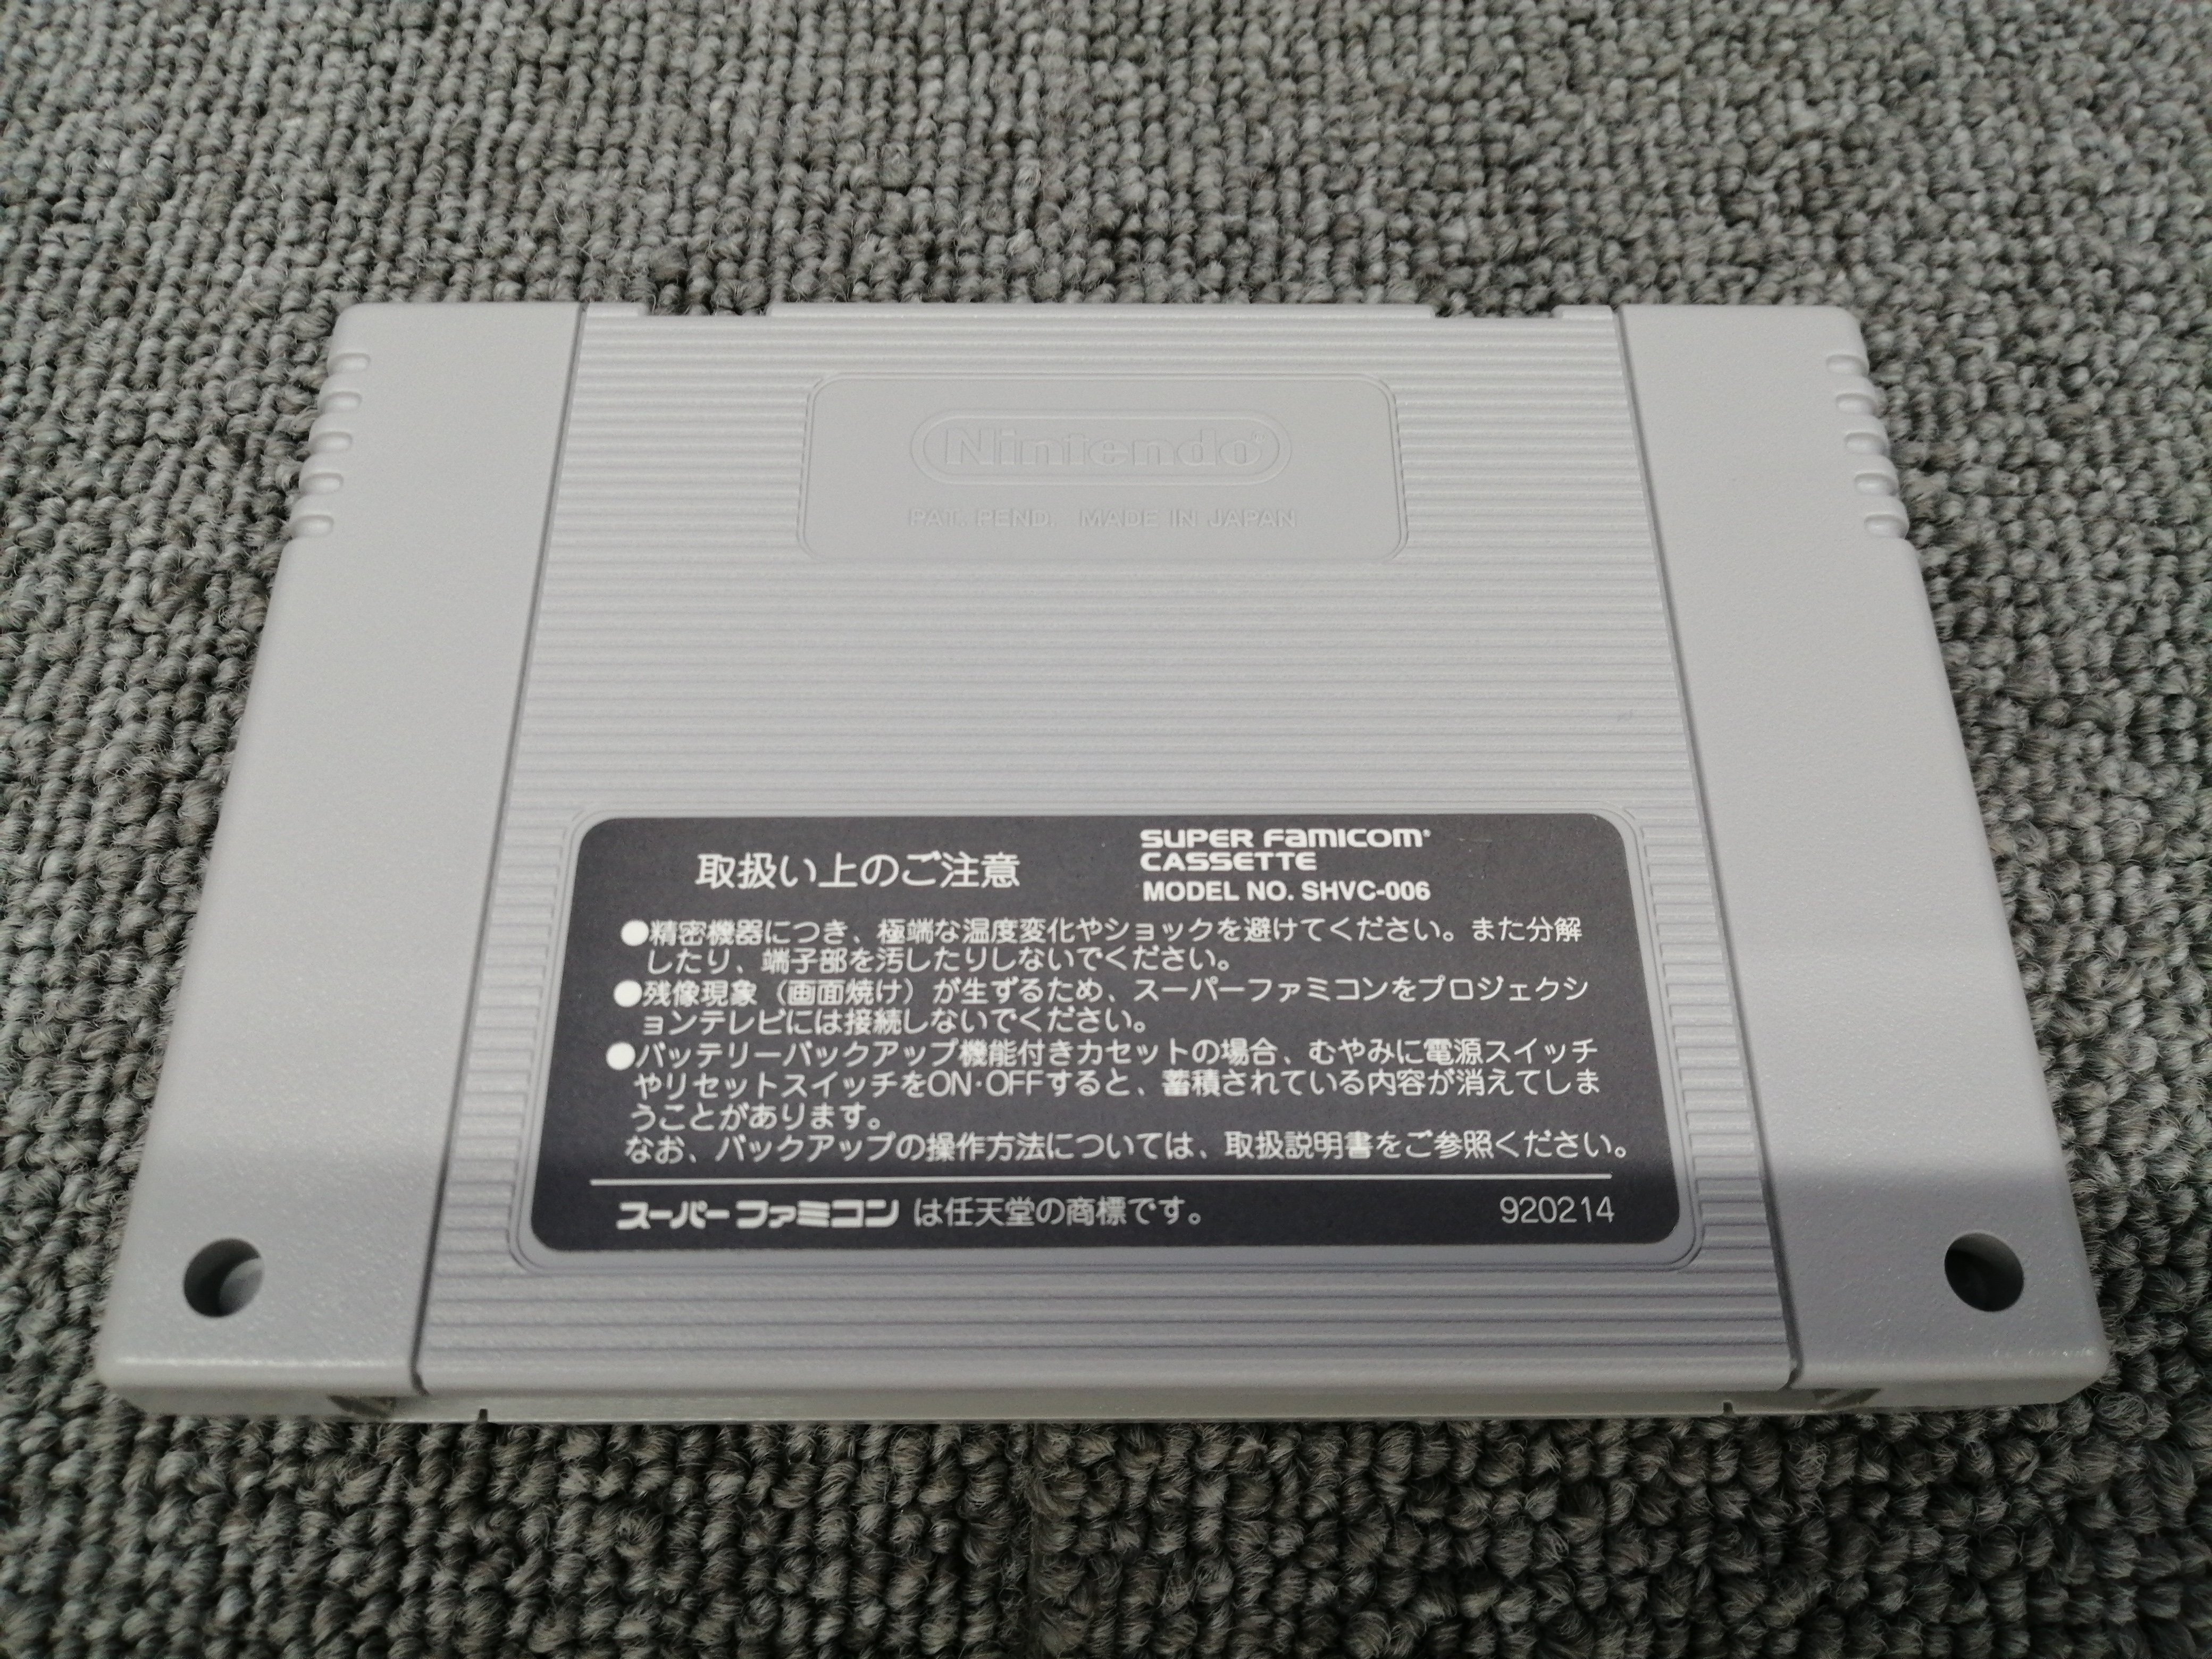 Nintendo®
PAT. PEND. MADE IN JAPAN
取扱い上のご注意
SUPER FAMICOM®
CASSETTE
MODEL NO. SHVC-006
●精密機器につき、極端な温度変化やショックを避けてください。また分解
したり、端子部を汚したりしないでください。
●残像現象（画面焼け）が生ずるため、スーパーファミコンをプロジェクシ
ョンテレビには接続しないでください。
●バッテリーバックアップ機能付きカセットの場合、むやみに電源スイッチ
やリセットスイッチをON·OFFすると、蓄積されている内容が消えてしま
うことがあります。
なお、バックアップの操作方法については、取扱説明書をご参照ください。
スーパーファミコンは任天堂の商標です。 920214